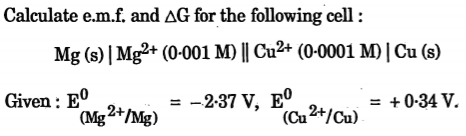 Calculate e.m.f. and △G for the following cell :
Mg (s) | Mg²⁺ (0·001 M) || Cu²⁺ (0·0001 M) | Cu (s)
Given : E⁰(Mg²⁺/Mg) = – 2·37 V, E⁰(Cu²⁺/Cu) = + 0·34 V.